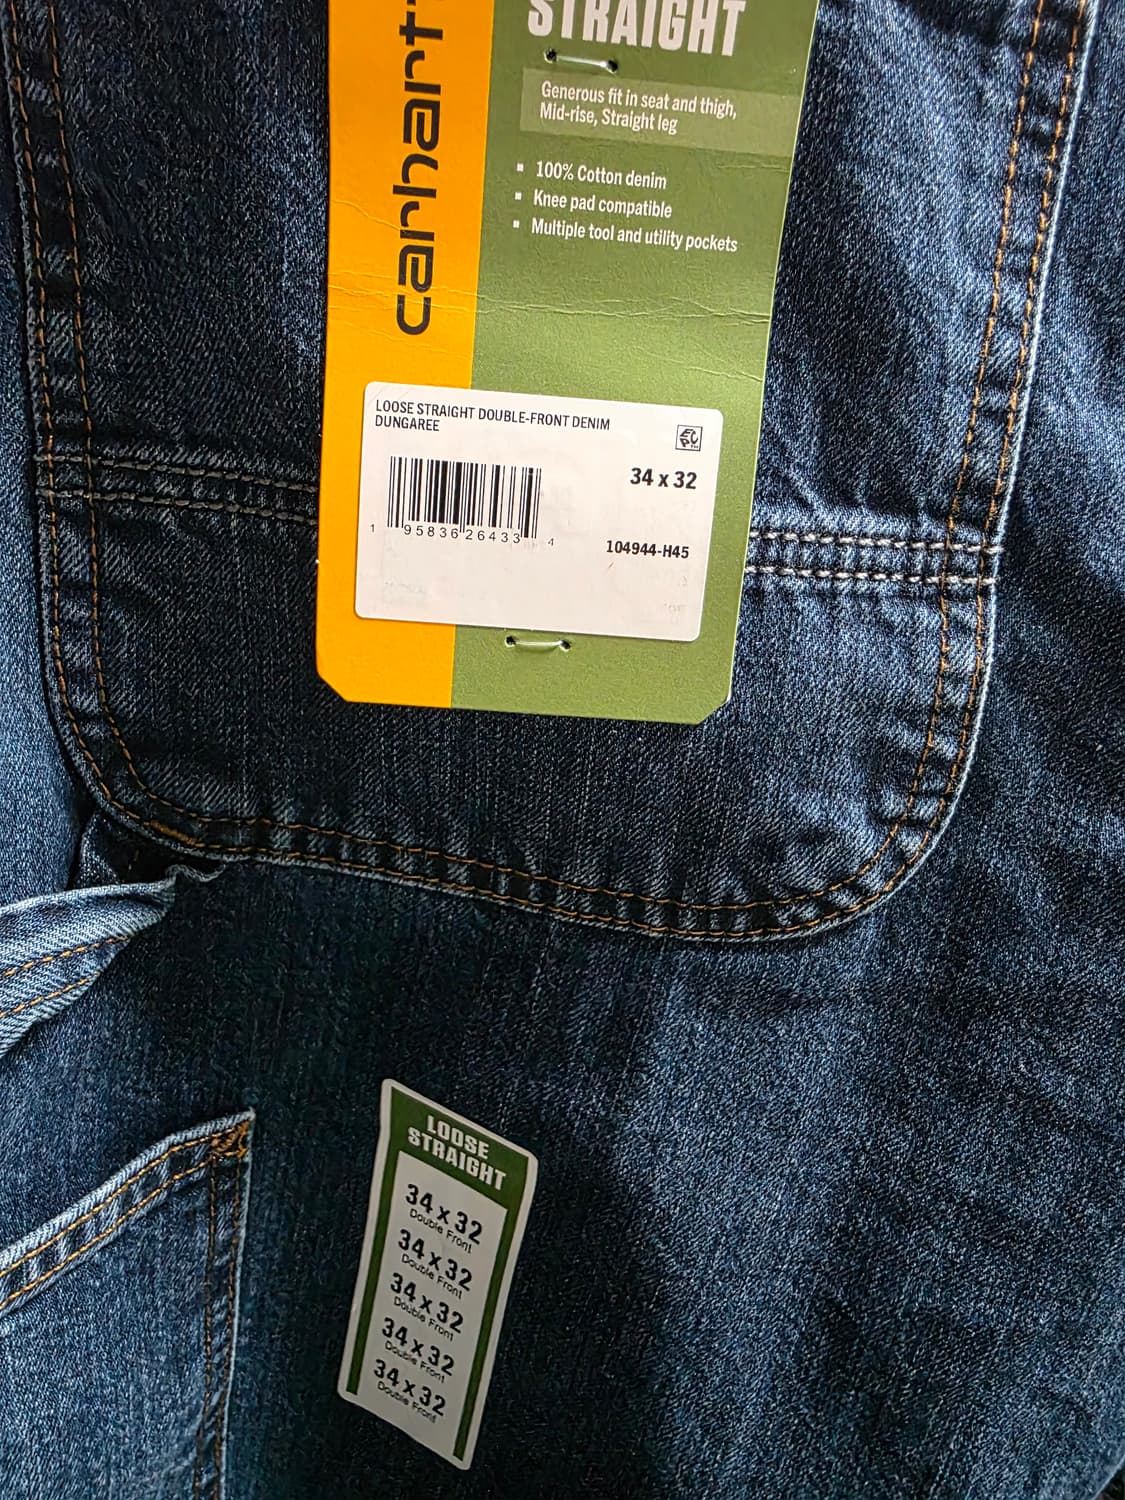 carhartt
STRAIGHT
Generous fit in seat and thigh,
Mid-rise, Straight leg
▪ 100% Cotton denim
▪ Knee pad compatible
▪ Multiple tool and utility pockets
LOOSE STRAIGHT DOUBLE-FRONT DENIM
DUNGAREE
34 x 32
1 95836 26433 4
104944-H45
LOOSE
STRAIGHT
34 x 32
Double Front
34 x 32
Double Front
34 x 32
Double Front
34 x 32
Double Front
34 x 32
Double Front